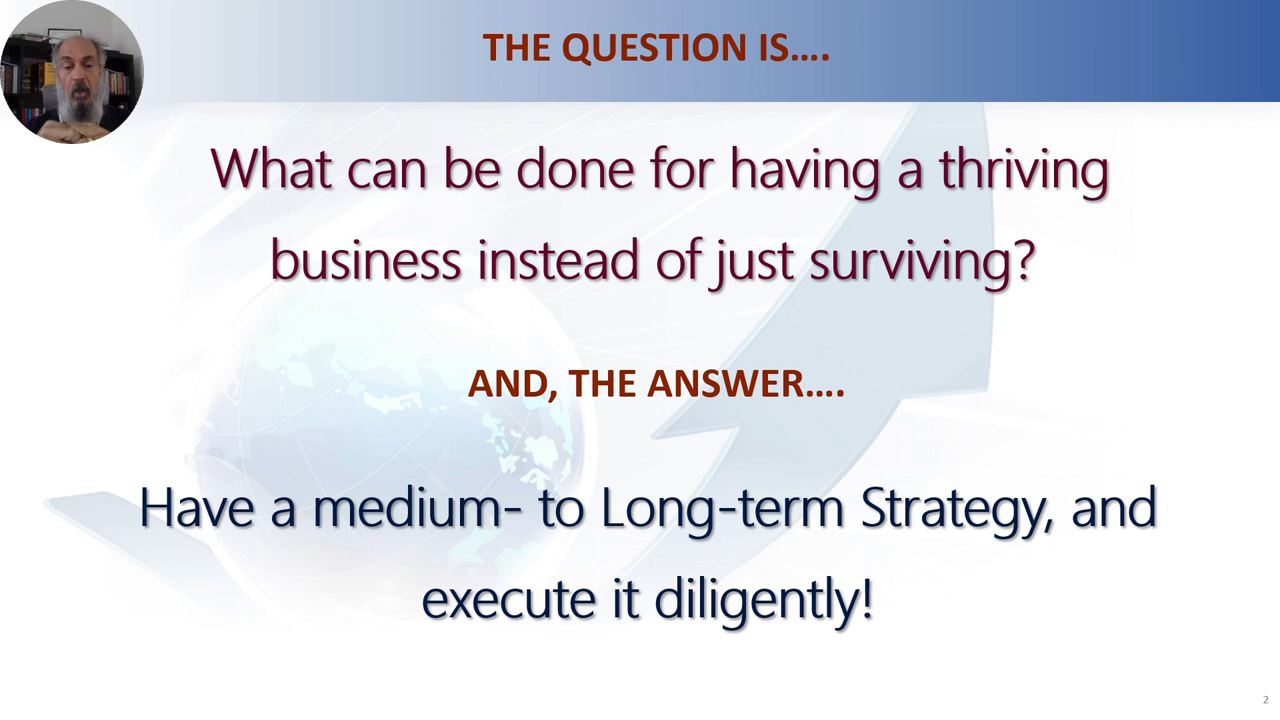 THE QUESTION IS....
What can be done for having a thriving
business instead of just surviving?
AND, THE ANSWER....
Have a medium- to Long-term Strategy, and
execute it diligently!
2